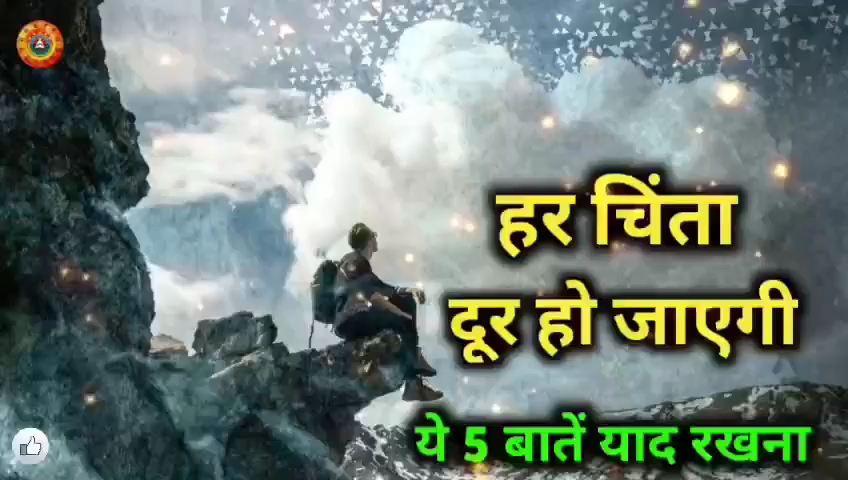 हर चिंता
दूर हो जाएगी
ये 5 बातें याद रखना